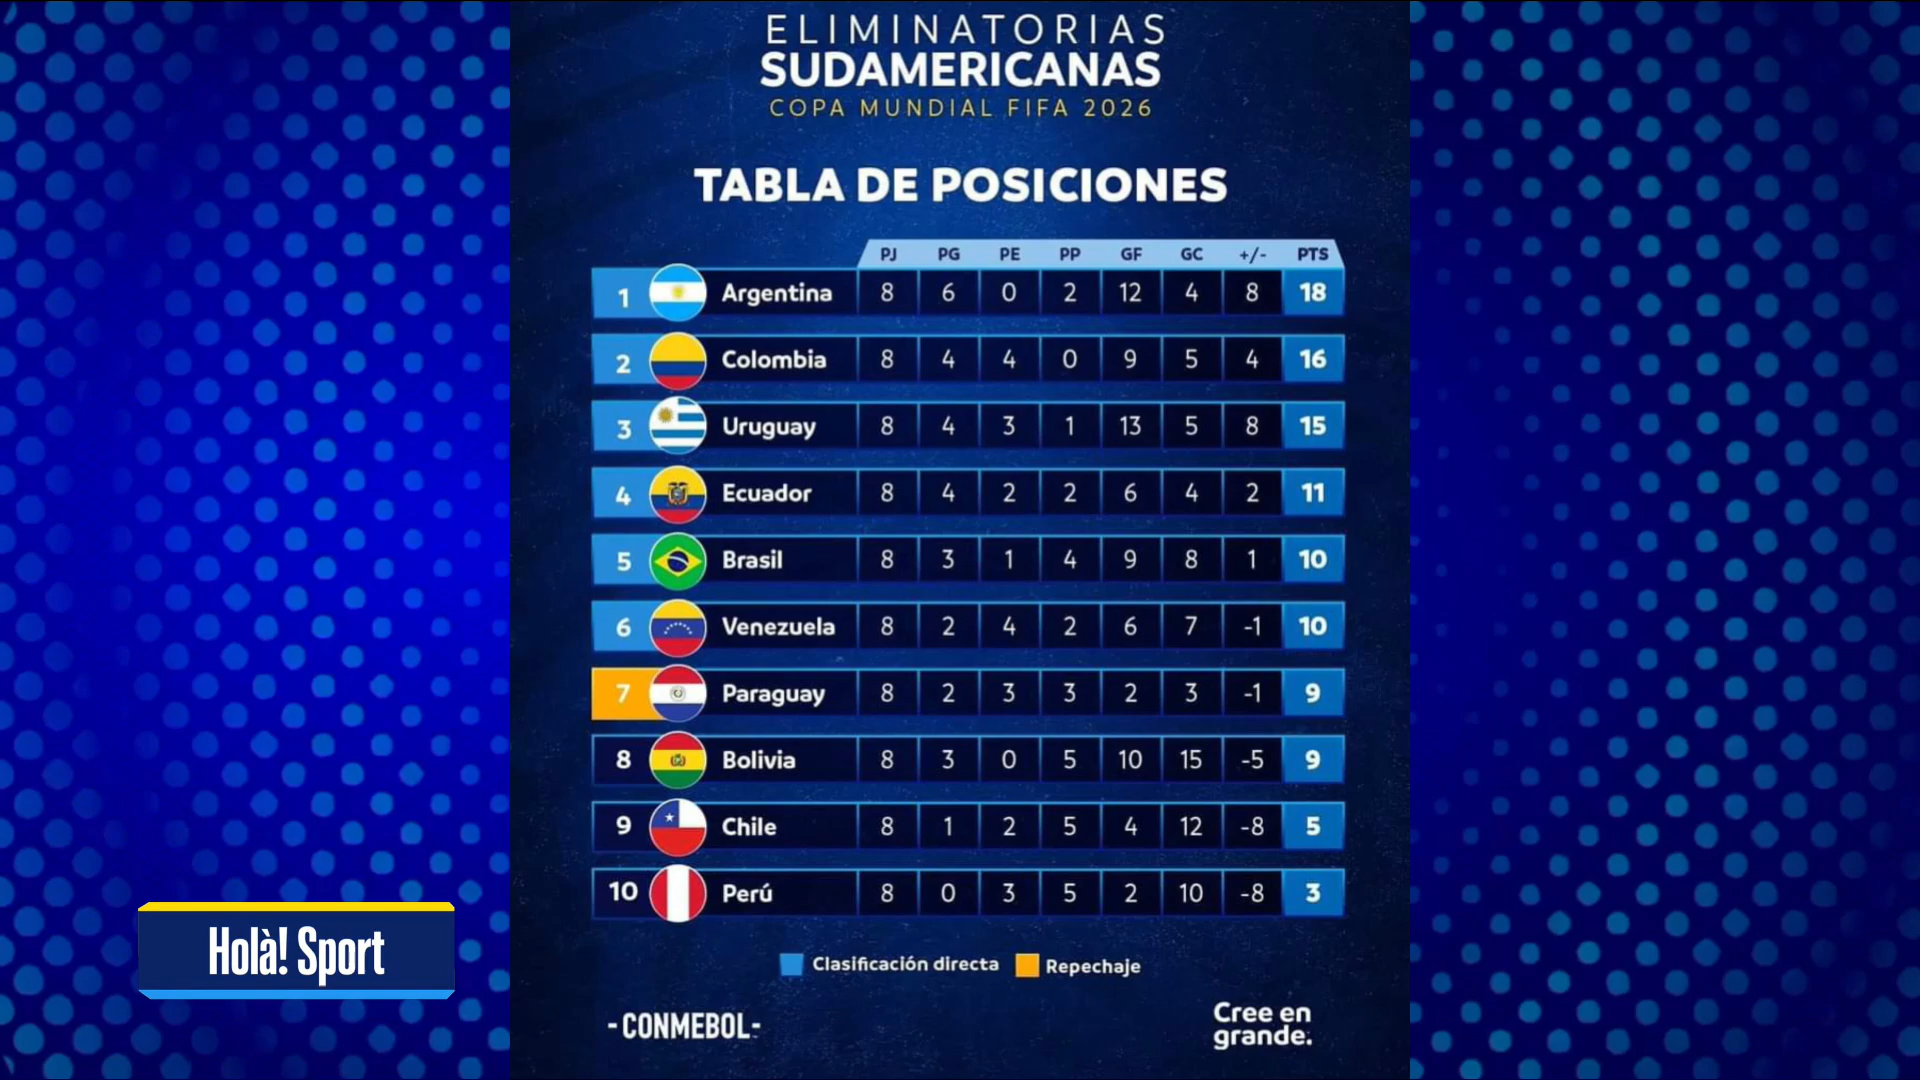 ELIMINATORIAS
SUDAMERICANAS
COPA MUNDIAL FIFA 2026
TABLA DE POSICIONES
PJ PG PE PP GF GC +/- PTS
1 Argentina 8 6 0 2 12 4 8 18
2 Colombia 8 4 4 0 9 5 4 16
3 Uruguay 8 4 3 1 13 5 8 15
4 Ecuador 8 4 2 2 6 4 2 11
5 Brasil 8 3 1 4 9 8 1 10
6 Venezuela 8 2 4 2 6 7 -1 10
7 Paraguay 8 2 3 3 2 3 -1 9
8 Bolivia 8 3 0 5 10 15 -5 9
9 Chile 8 1 2 5 4 12 -8 5
10 Perú 8 0 3 5 2 10 -8 3
Clasificación directa Repechaje
Holà! Sport
-CONMEBOL-
Cree en
grande.